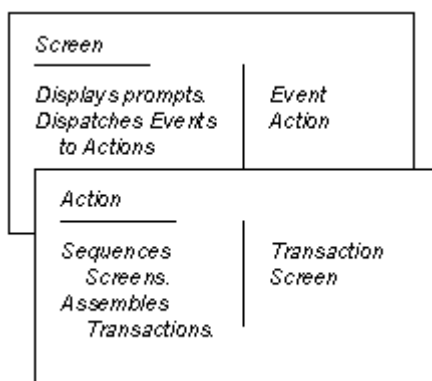 Screen
Displays prompts.
Dispatches Events
to Actions
Event
Action
Action
Sequences
Screens.
Assembles
Transactions.
Transaction
Screen